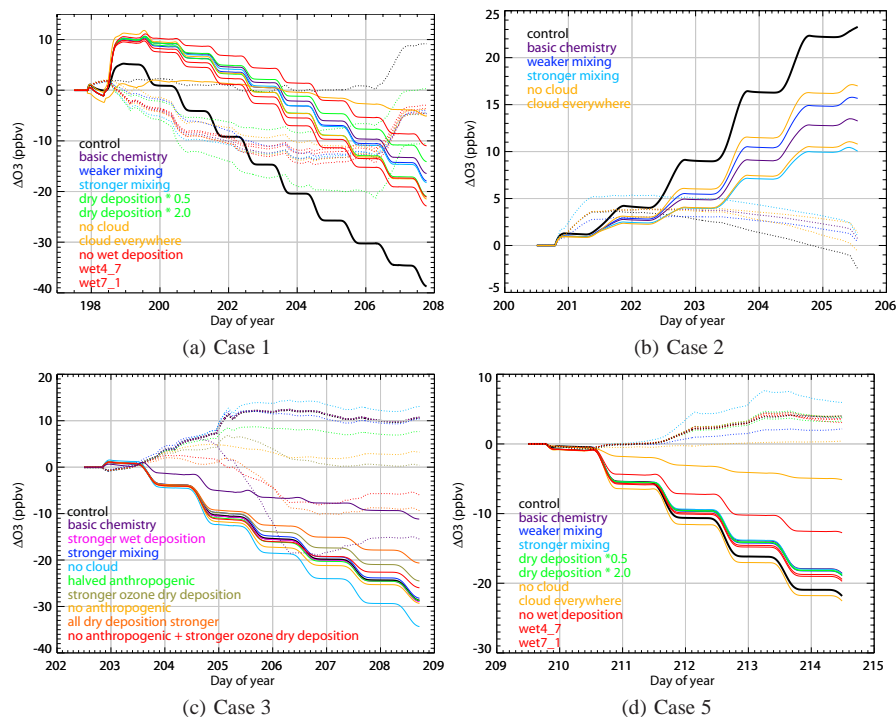 10
0
-10
-20
-30
-40
ΔO3 (ppbv)
control
basic chemistry
weaker mixing
stronger mixing
dry deposition * 0.5
dry deposition * 2.0
no cloud
cloud everywhere
no wet deposition
wet4_7
wet7_1
198 200 202 204 206 208
Day of year
(a) Case 1
25
20
15
10
5
0
-5
ΔO3 (ppbv)
control
basic chemistry
weaker mixing
stronger mixing
no cloud
cloud everywhere
200 201 202 203 204 205 206
Day of year
(b) Case 2
20
10
0
-10
-20
-30
-40
ΔO3 (ppbv)
control
basic chemistry
stronger wet deposition
stronger mixing
no cloud
halved anthropogenic
stronger ozone dry deposition
no anthropogenic
all dry deposition stronger
no anthropogenic + stronger ozone dry deposition
202 203 204 205 206 207 208 209
Day of year
(c) Case 3
10
0
-10
-20
-30
ΔO3 (ppbv)
control
basic chemistry
weaker mixing
stronger mixing
dry deposition *0.5
dry deposition * 2.0
no cloud
cloud everywhere
no wet deposition
wet4_7
wet7_1
209 210 211 212 213 214 215
Day of year
(d) Case 5